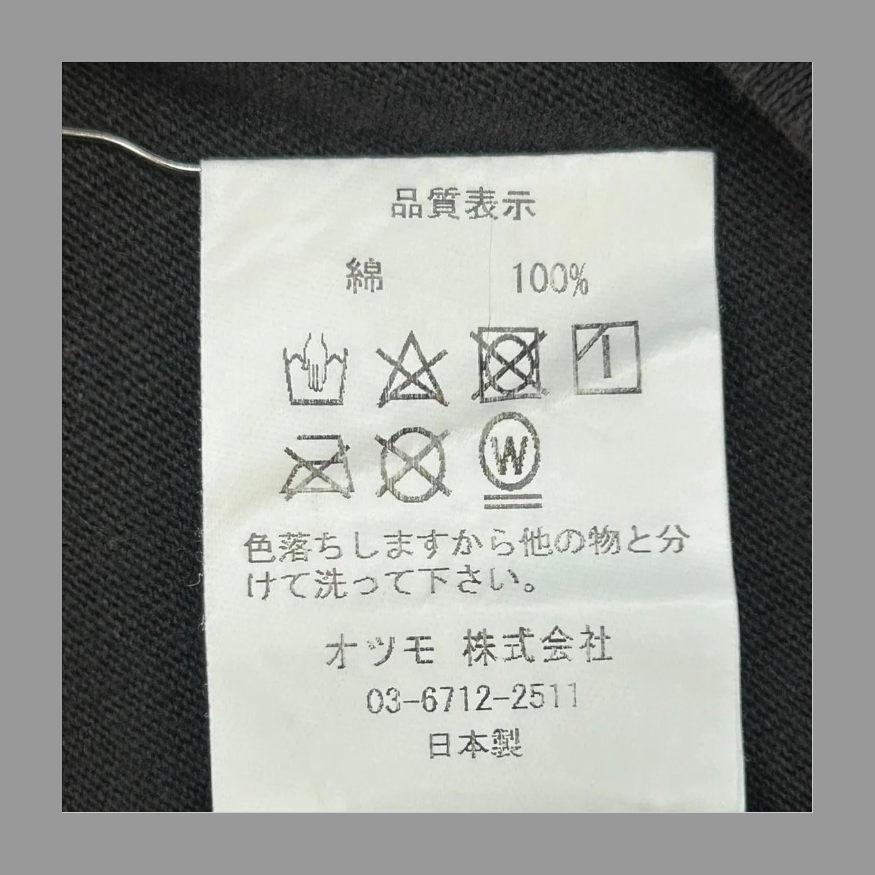 品質表示
綿 100%
W
色落ちしますから他の物と分
けて洗って下さい。
オツモ 株式会社
03-6712-2511
日本製